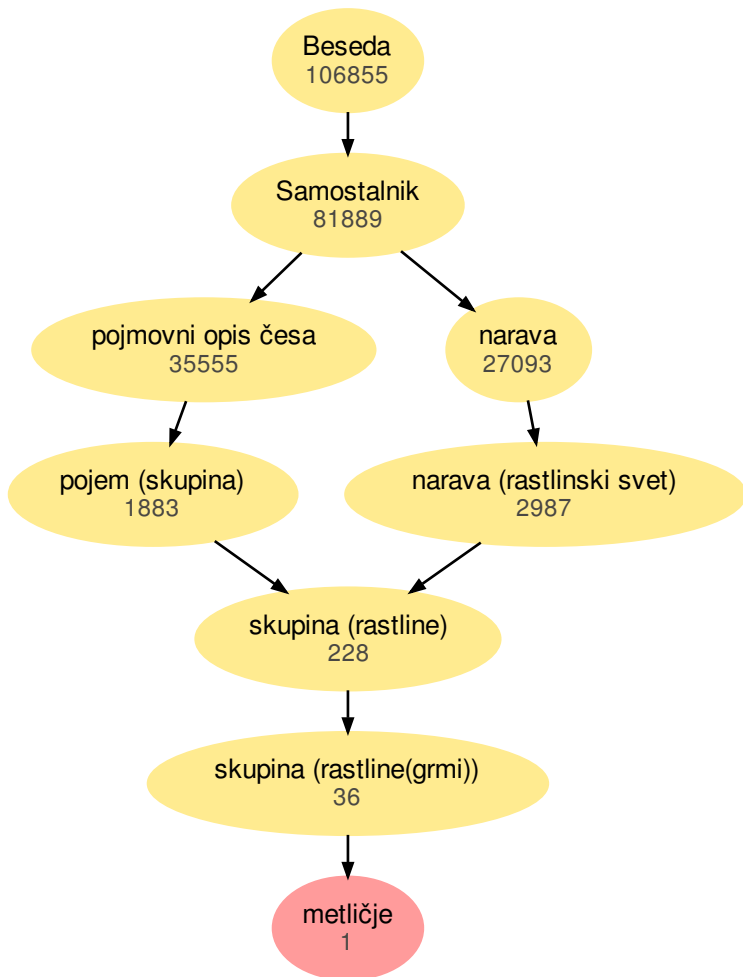 Beseda
106855
Samostalnik
81889
pojmovni opis česa
35555
narava
27093
pojem (skupina)
1883
narava (rastlinski svet)
2987
skupina (rastline)
228
skupina (rastline(grmi))
36
metličje
1